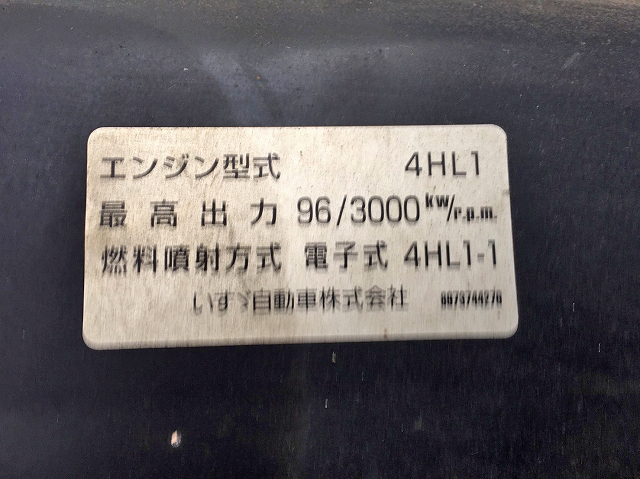 エンジン型式 4HL1
最高出力 96/3000 kw/r.p.m.
燃料噴射方式 電子式 4HL1-1
いすゞ自動車株式会社